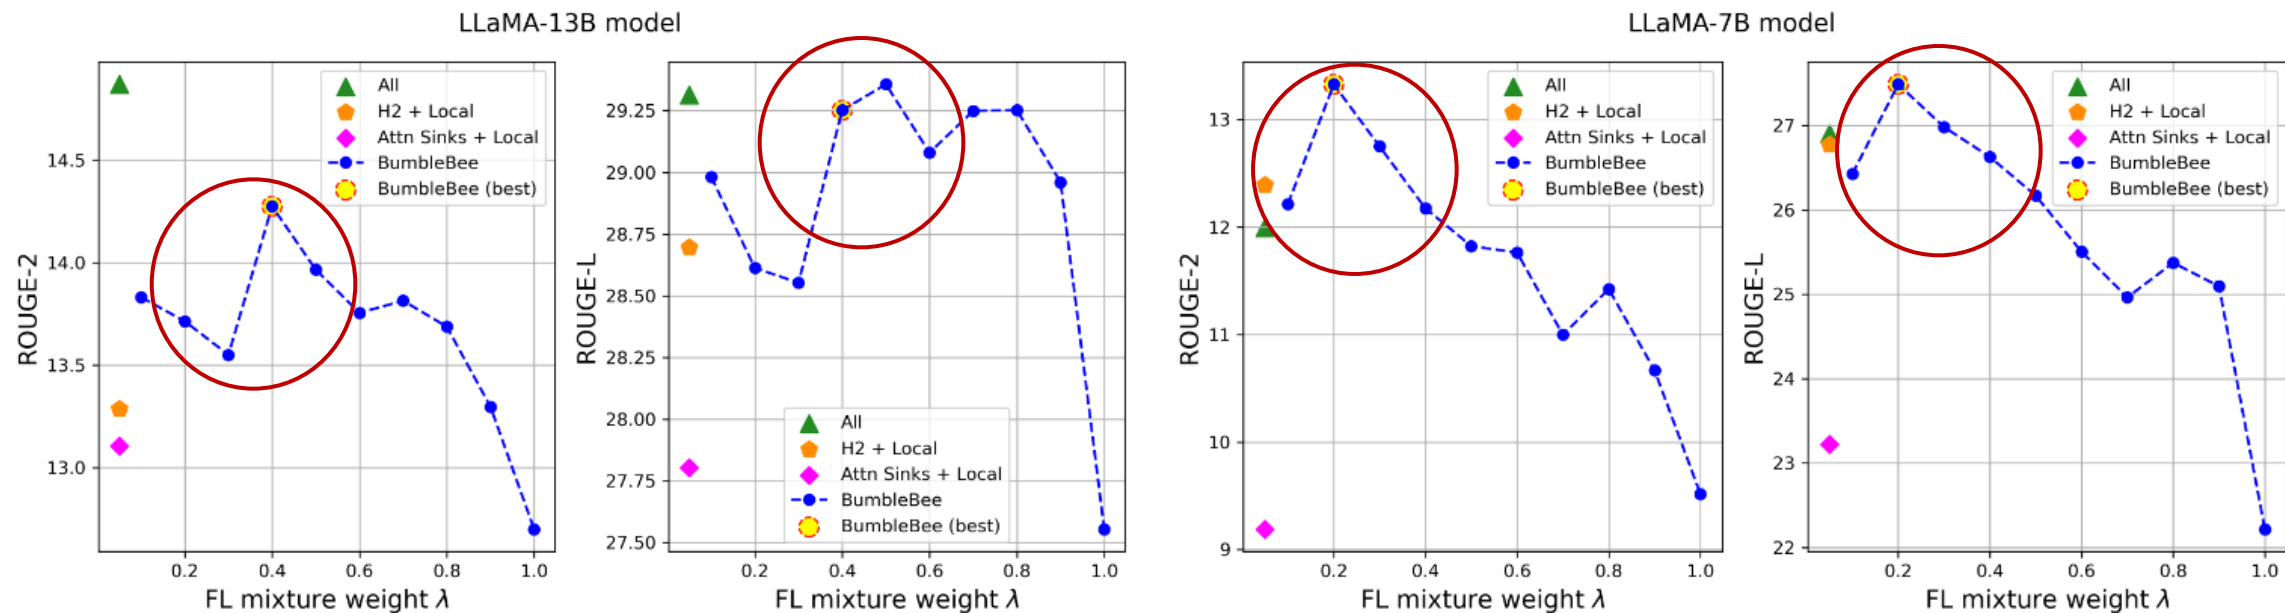 LLaMA-13B model
LLaMA-7B model
ROUGE-2
14.5
14.0
13.5
13.0
0.2 0.4 0.6 0.8 1.0
FL mixture weight λ
All
H2 + Local
Attn Sinks + Local
BumbleBee
BumbleBee (best)
ROUGE-L
29.25
29.00
28.75
28.50
28.25
28.00
27.75
27.50
0.2 0.4 0.6 0.8 1.0
FL mixture weight λ
All
H2 + Local
Attn Sinks + Local
BumbleBee
BumbleBee (best)
ROUGE-2
13
12
11
10
9
0.2 0.4 0.6 0.8 1.0
FL mixture weight λ
All
H2 + Local
Attn Sinks + Local
BumbleBee
BumbleBee (best)
ROUGE-L
27
26
25
24
23
22
0.2 0.4 0.6 0.8 1.0
FL mixture weight λ
All
H2 + Local
Attn Sinks + Local
BumbleBee
BumbleBee (best)